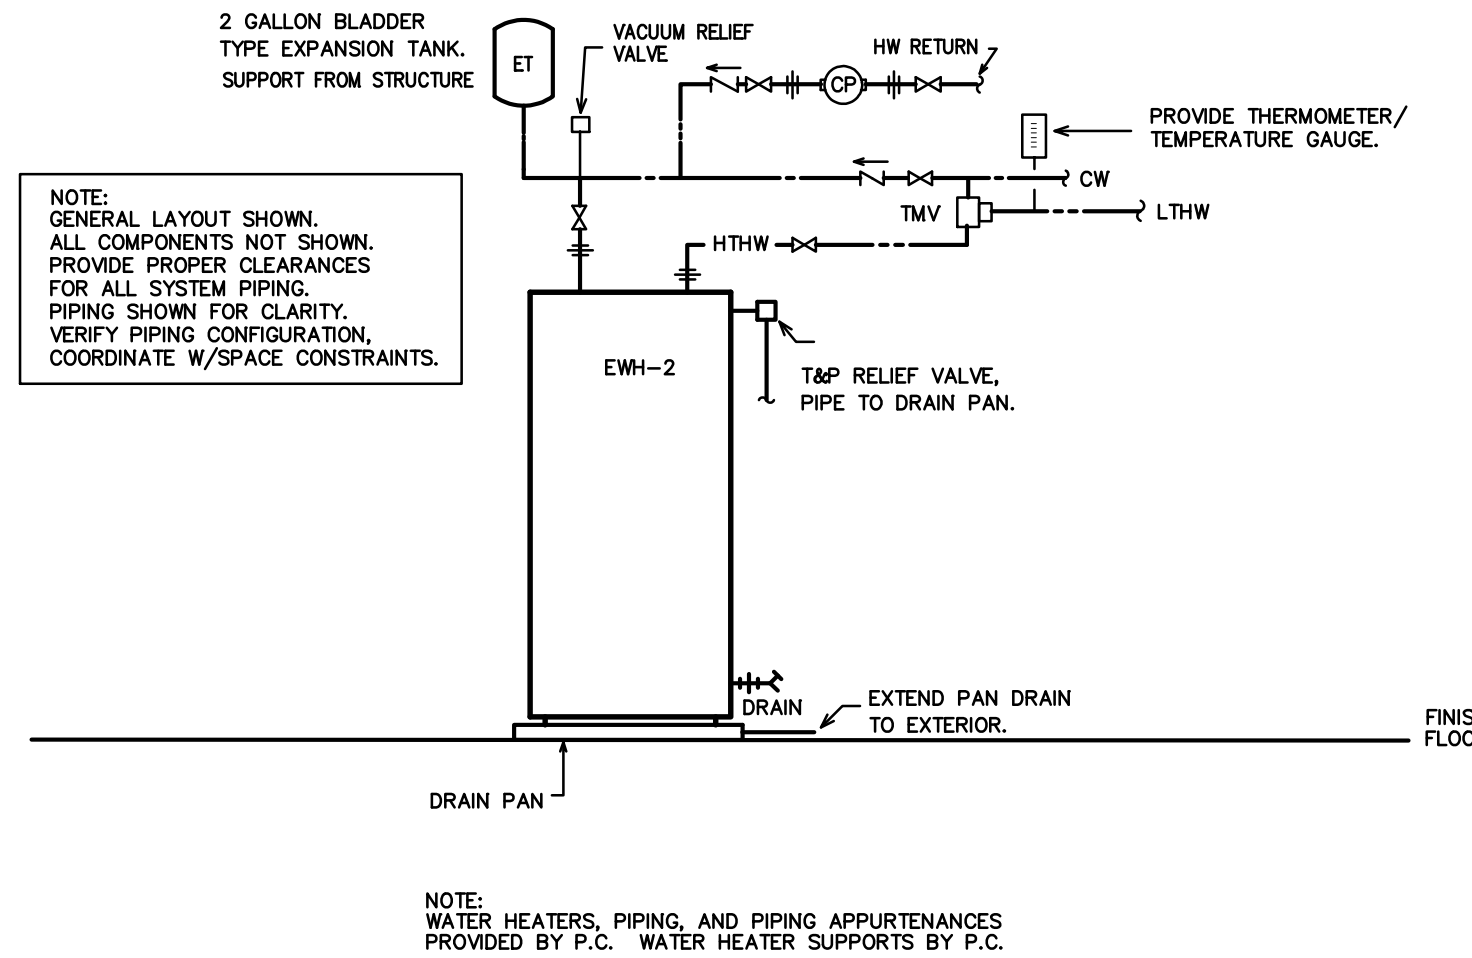 2 GALLON BLADDER
TYPE EXPANSION TANK.
SUPPORT FROM STRUCTURE
ET
VACUUM RELIEF
VALVE
HW RETURN
CP
PROVIDE THERMOMETER/
TEMPERATURE GAUGE.
CW
TMV
LTHW
HTHW
NOTE:
GENERAL LAYOUT SHOWN.
ALL COMPONENTS NOT SHOWN.
PROVIDE PROPER CLEARANCES
FOR ALL SYSTEM PIPING.
PIPING SHOWN FOR CLARITY.
VERIFY PIPING CONFIGURATION,
COORDINATE W/SPACE CONSTRAINTS.
EWH-2
T&P RELIEF VALVE,
PIPE TO DRAIN PAN.
DRAIN
EXTEND PAN DRAIN
TO EXTERIOR.
FINIS
FLOO
DRAIN PAN
NOTE:
WATER HEATERS, PIPING, AND PIPING APPURTENANCES
PROVIDED BY P.C. WATER HEATER SUPPORTS BY P.C.